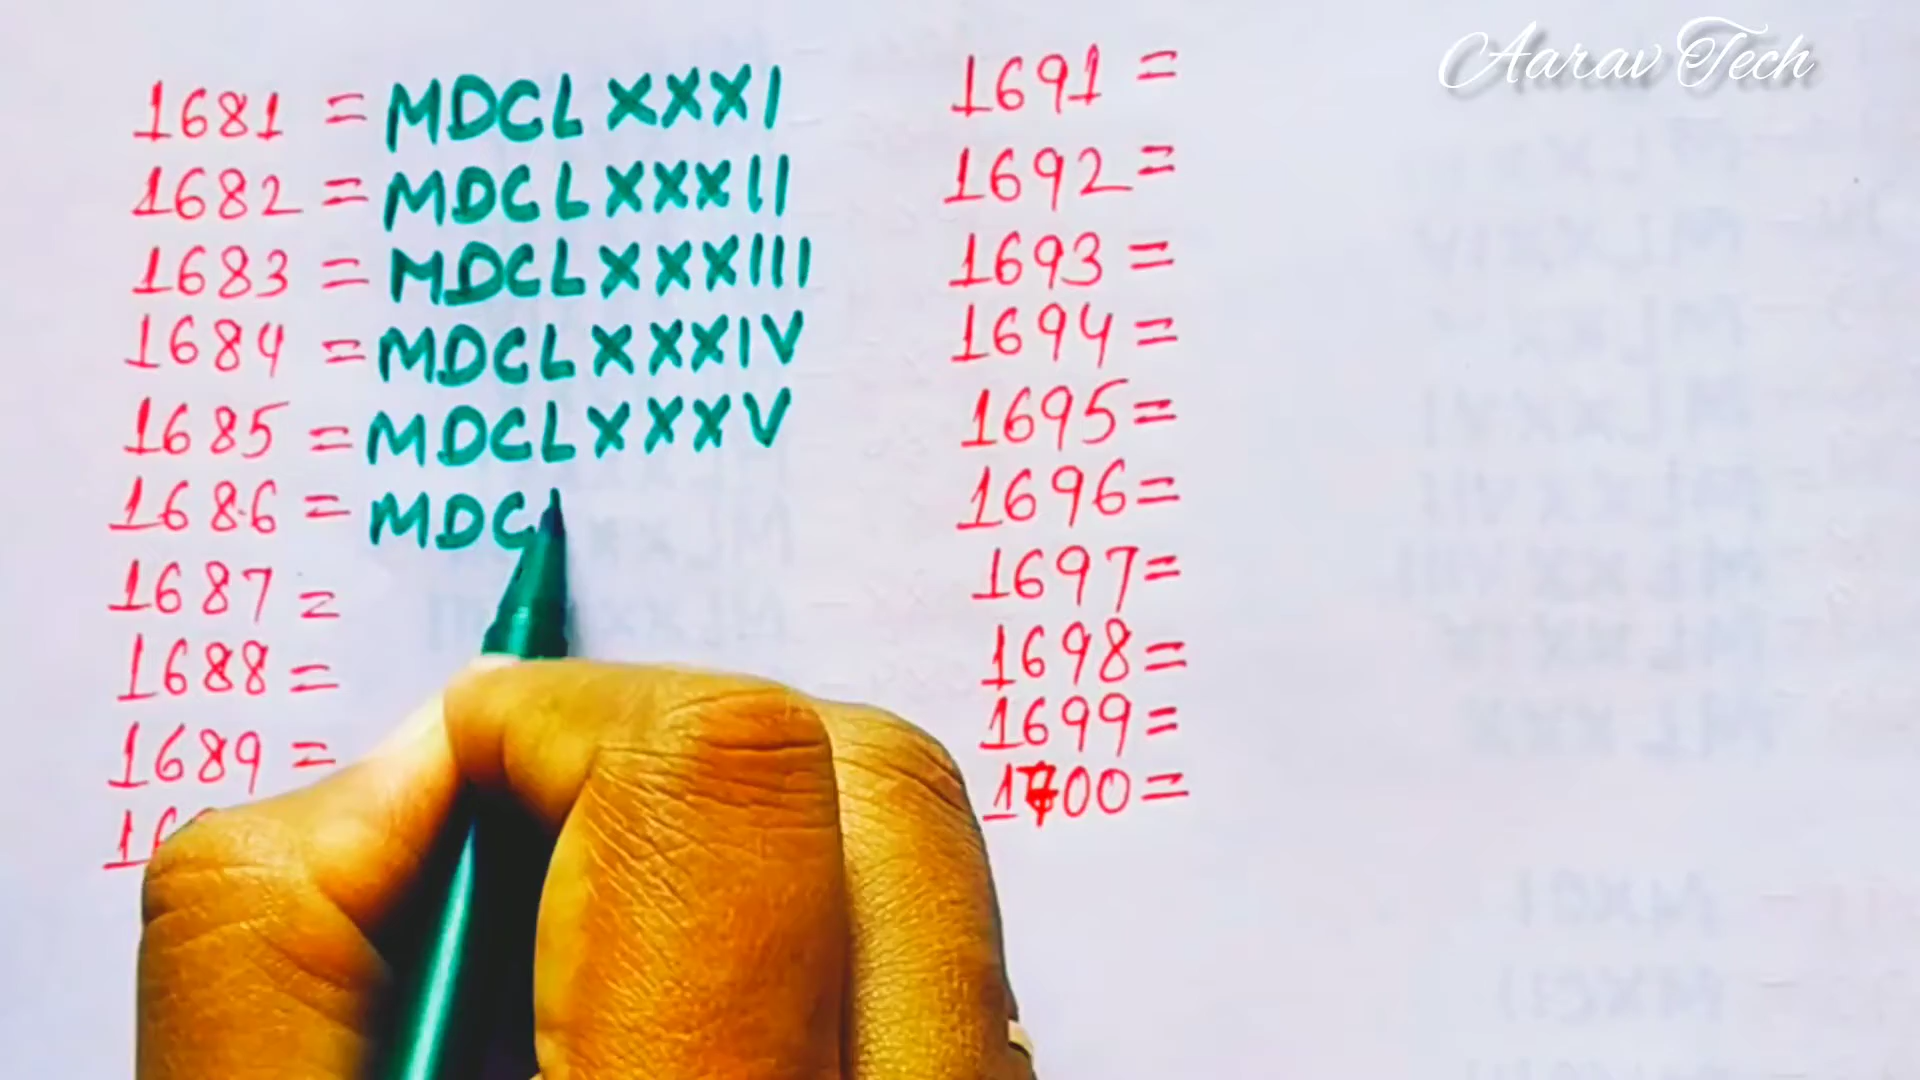 Aarav Tech
1681 = MDCLXXXI
1682 = MDCLXXXII
1683 = MDCLXXXIII
1684 = MDCLXXXIV
1685 = MDCLXXXV
1686 = MDCL
1687 =
1688 =
1689 =
1691 =
1692 =
1693 =
1694 =
1695 =
1696 =
1697 =
1698 =
1699 =
1700 =